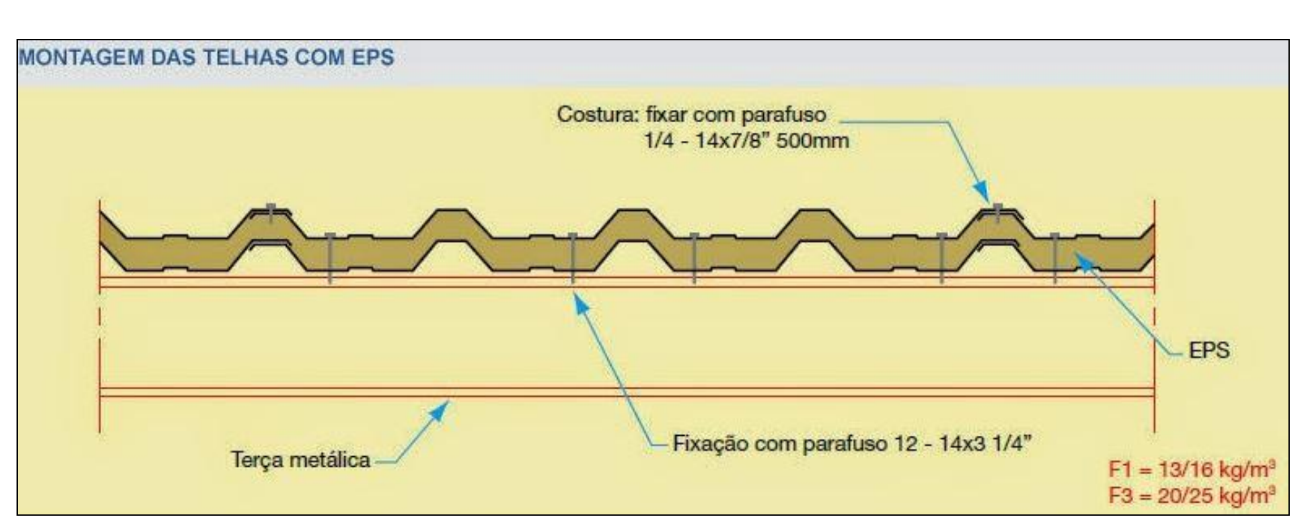 MONTAGEM DAS TELHAS COM EPS
Costura: fixar com parafuso
1/4 - 14x7/8” 500mm
EPS
Fixação com parafuso 12 - 14x3 1/4”
Terça metálica
F1 = 13/16 kg/m³
F3 = 20/25 kg/m³